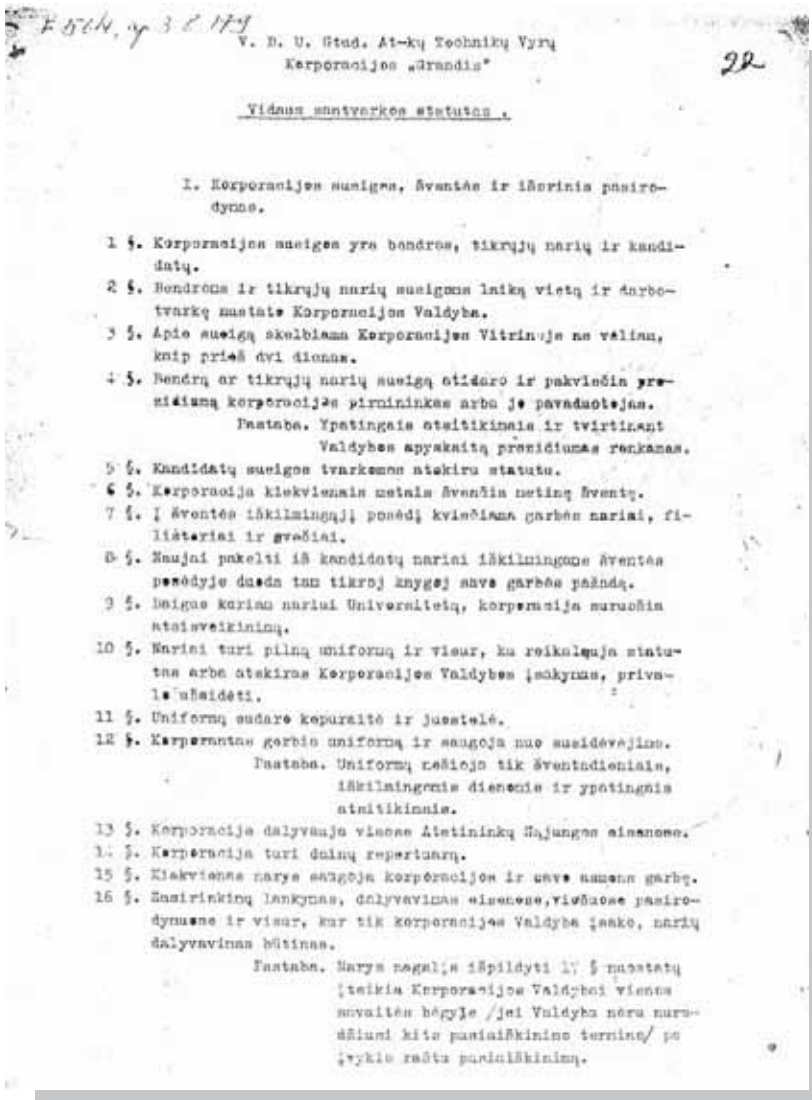 F 564, ap 3 b. 179
22
V. D. U. Stud. At-kų Technikų Vyrų
Korporacijos „Grandis"
Vidaus santvarkos statutas .
I. Korporacijos sueigos, šventės ir išorinis pasiro-
dymas.
1 §. Korporacijos sueigos yra bendros, tikrųjų narių ir kandi-
datų.
2 §. Bendroms ir tikrųjų narių sueigoms laiką vietą ir darbo-
tvarkę nustato Korporacijos Valdyba.
3 §. Apie sueigą skelbiama Korporacijos Vitrinoje ne vėliau,
kaip prieš dvi dienas.
4 §. Bendrą ar tikrųjų narių sueigą atidaro ir pakviečia pre-
zidiumą korporacijos pirmininkas arba jo pavaduotojas.
Pastaba. Ypatingais atsitikimais ir tvirtinant
Valdybos apyskaitą prezidiumas renkamas.
5 §. Kandidatų sueigos tvarkomos atskiru statutu.
6 §. Korporacija kiekvienais metais švenčia metinę šventę.
7 §. Į šventės iškilmingąjį posėdį kviečiama garbės nariai, fi-
listeriai ir svečiai.
8 §. Naujai pakelti iš kandidatų nariai iškilmingame šventės
posėdyje duoda tam tikroj knygoj savo garbės pažadą.
9 §. Baigus kuriam nariui Universitetą, korporacija suruošia
atsisveikinimą.
10 §. Nariai turi pilną uniformą ir visur, ku reikalauja statu-
tas arba atskiras Korporacijos Valdybos įsakymas, priva-
lo užsidėti.
11 §. Uniformą sudaro kepuraitė ir juostelė.
12 §. Korporantas gerbia uniformą ir saugoja nuo susidėvėjimo.
Pastaba. Uniformą nešioja tik šventadieniais,
iškilmingomis dienomis ir ypatingais
atsitikimais.
13 §. Korporacija dalyvauja visose Ateitininkų Sąjungos eisenose.
14 §. Korporacija turi dainų repertuarą.
15 §. Kiekvienas narys saugoja korporacijos ir savo asmens garbę.
16 §. Susirinkimų lankymas, dalyvavimas eisenose,viešuose pasiro-
dymuose ir visur, kur tik korporacijos Valdyba įsako, narių
dalyvavimas būtinas.
Pastaba. Narys negalįs išpildyti 17 § nuostatų
įteikia Korporacijos Valdybai vienos
savaitės bėgyje /jei Valdyba nėra nuro-
džiusi kito pasiaiškinimo termino/ po
įvykio raštu pasiaiškinimą.